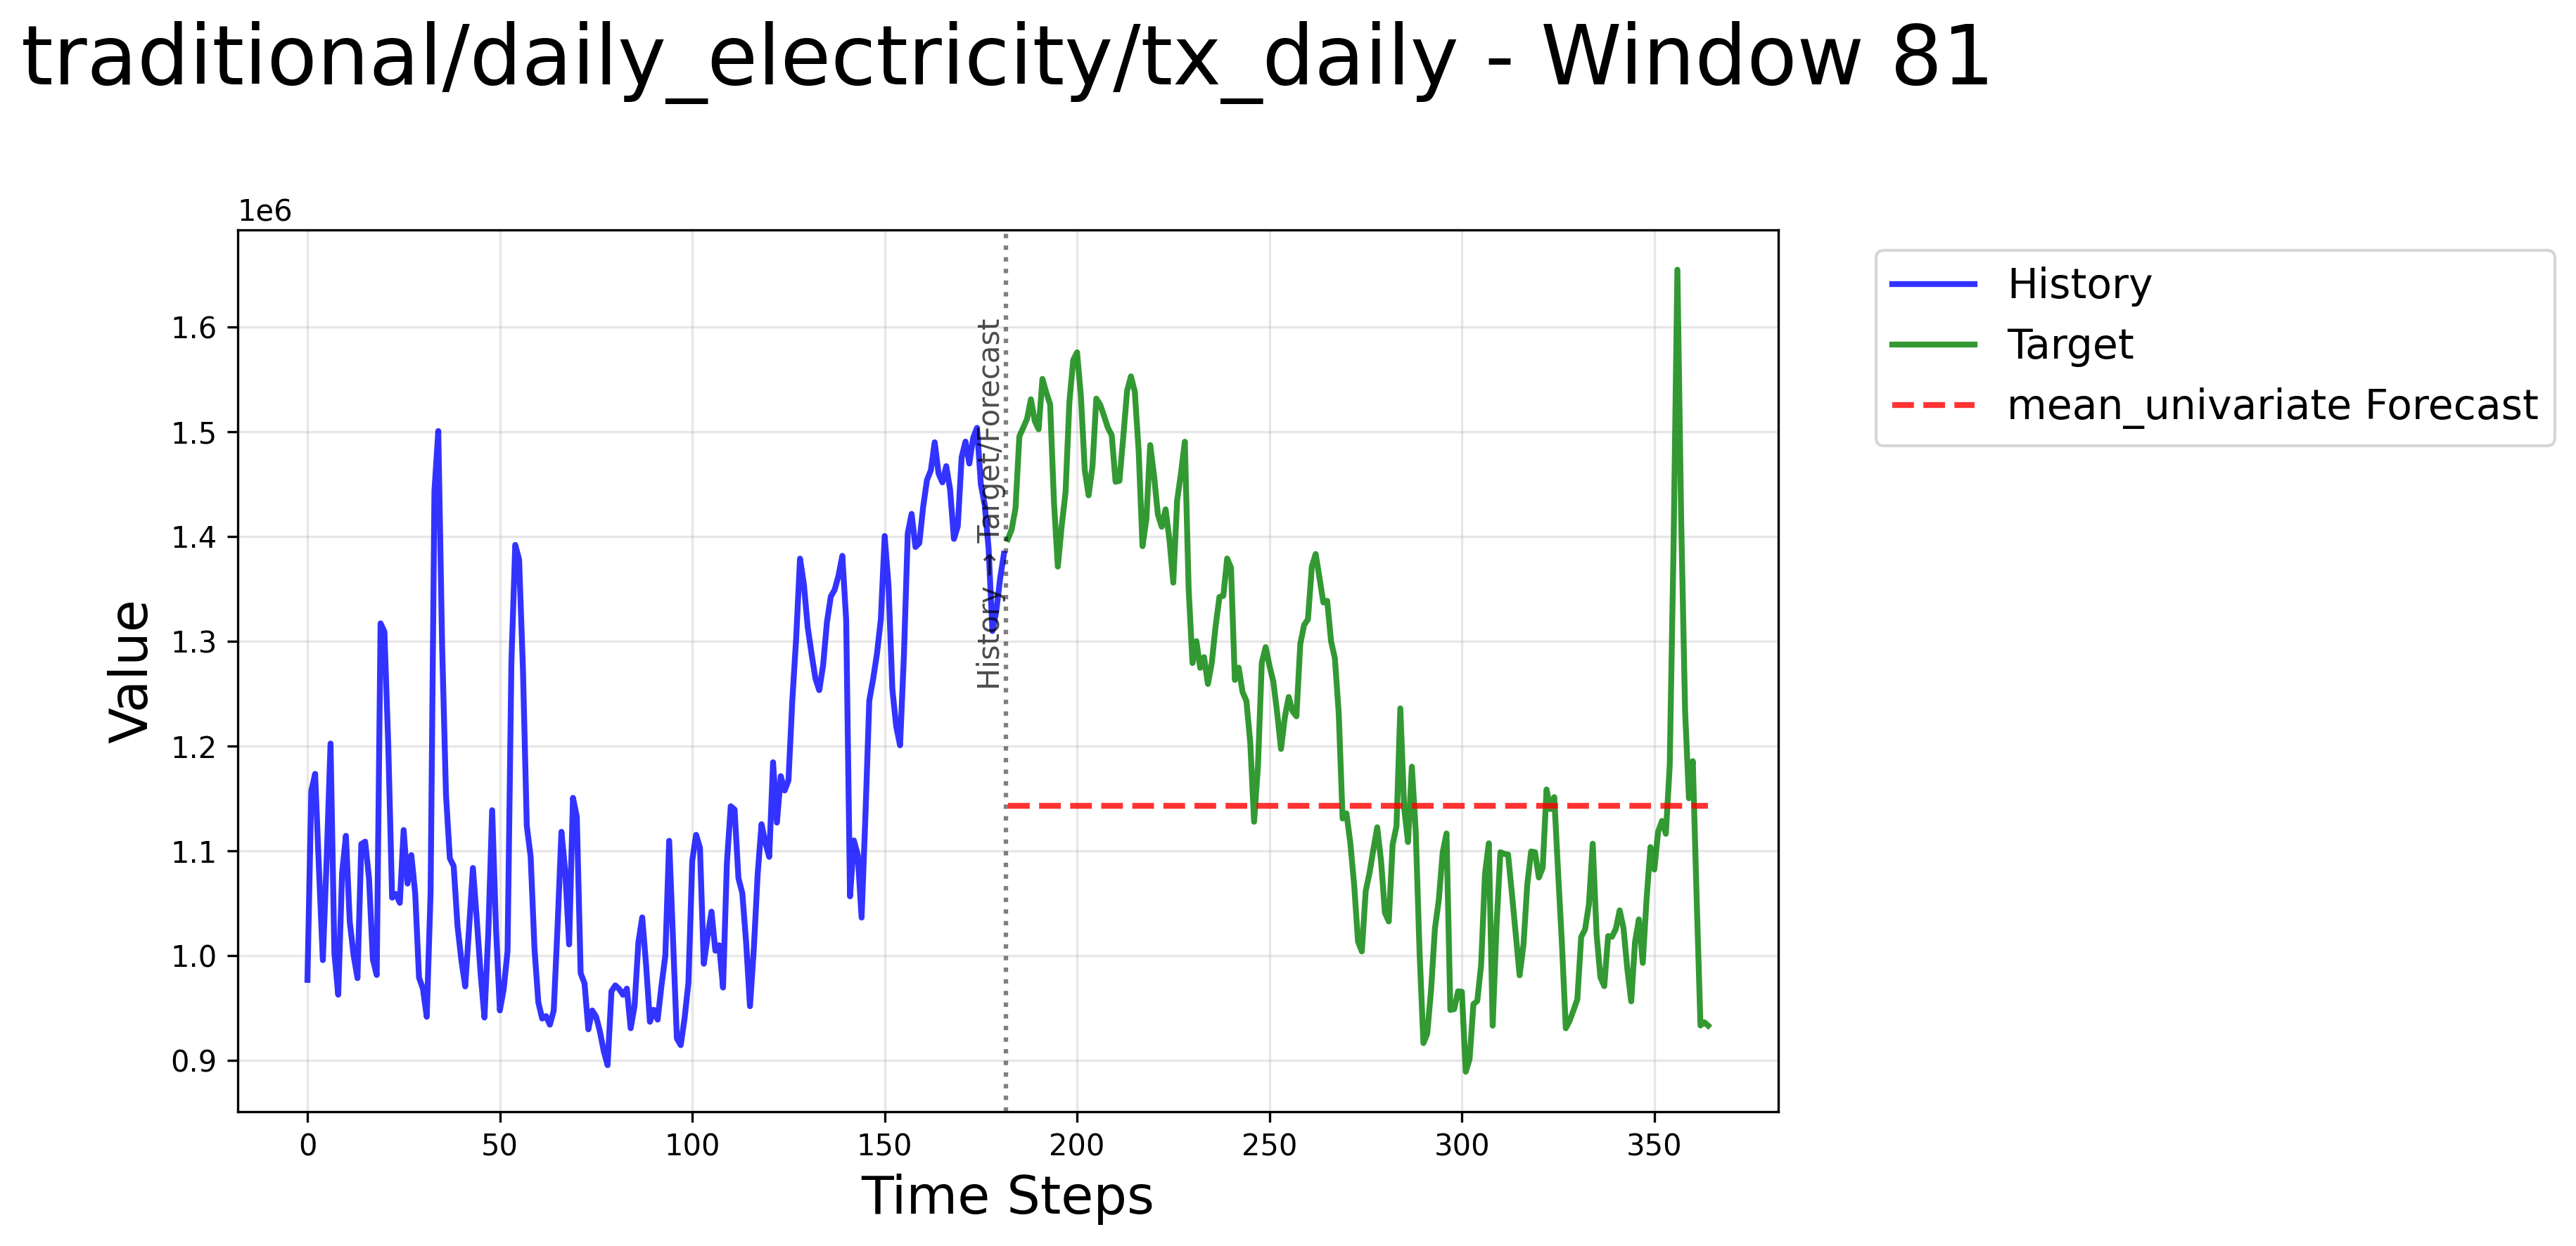 traditional/daily_electricity/tx_daily - Window 81
1e6
1.6
1.5
1.4
1.3
1.2
1.1
1.0
0.9
Value
History → Target/Forecast
0 50 100 150 200 250 300 350
Time Steps
History
Target
mean_univariate Forecast